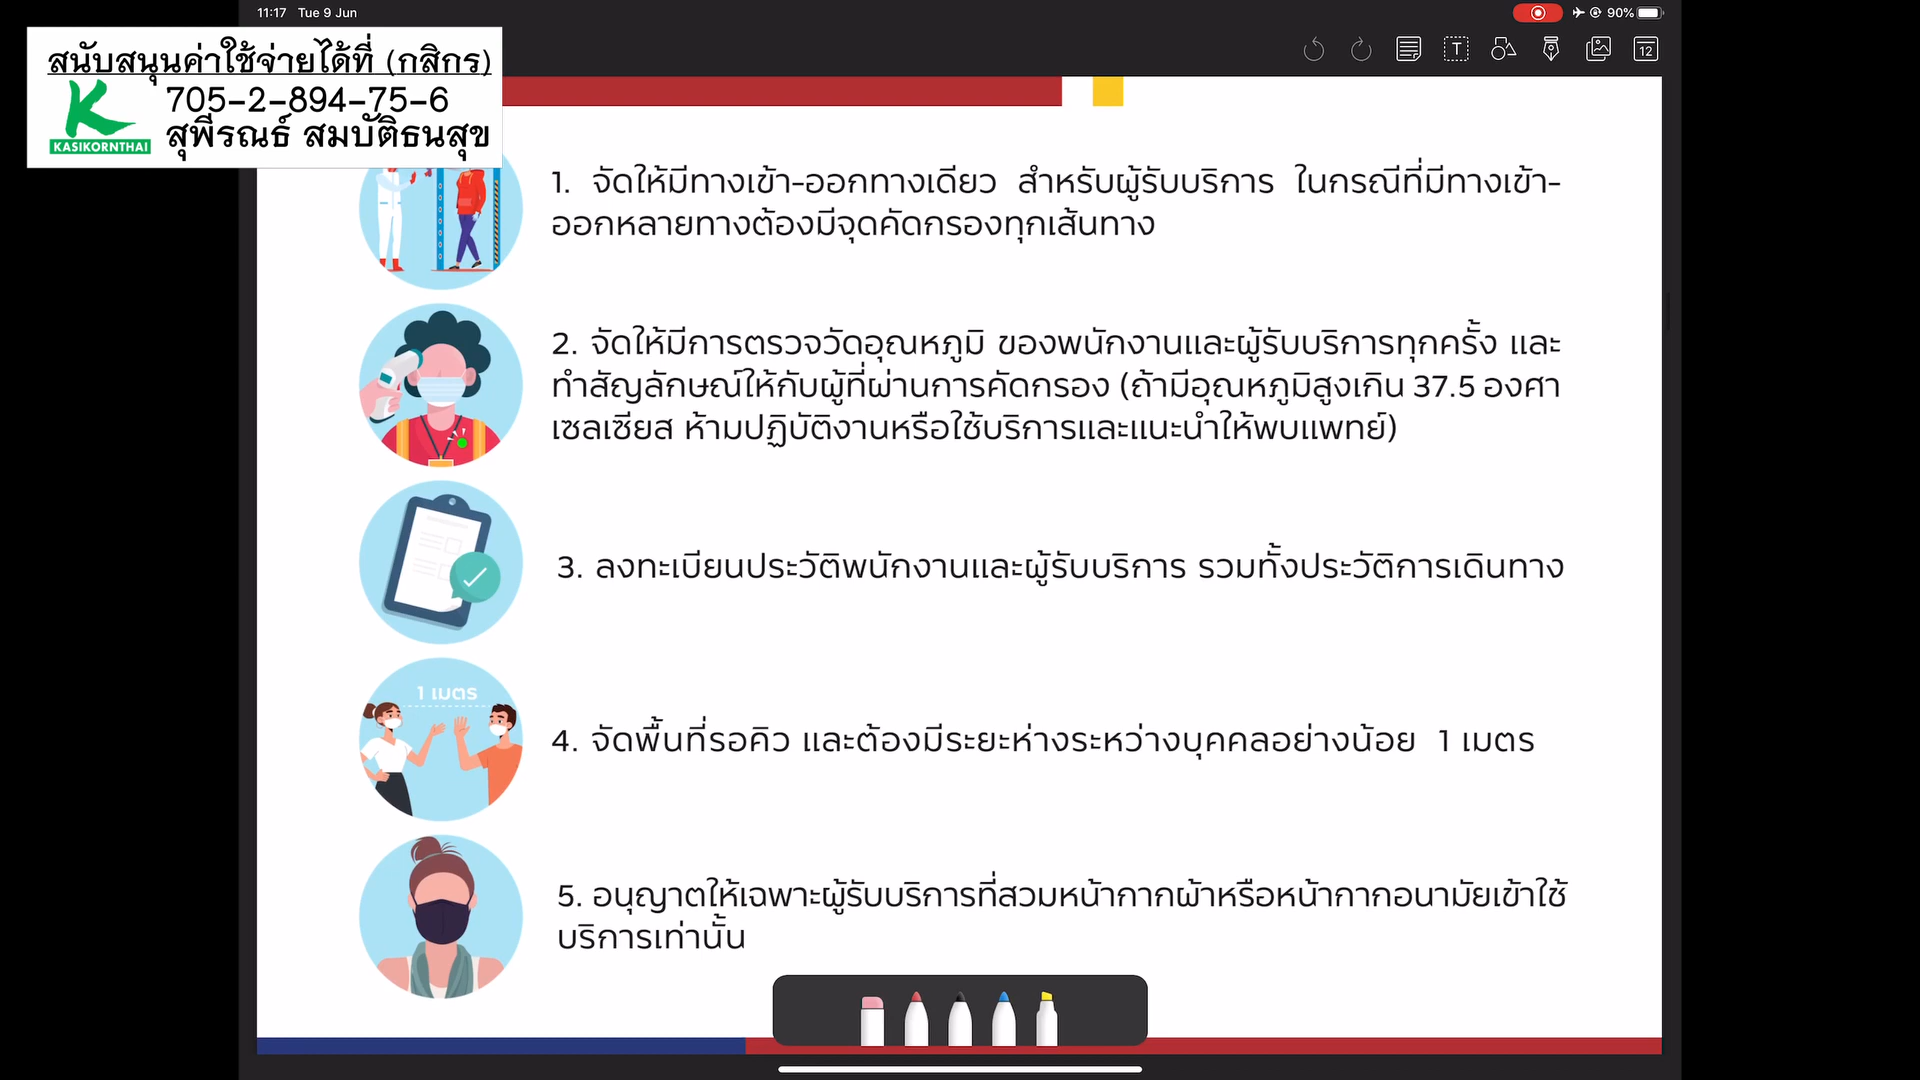 11:17 Tue 9 Jun
90%
สนับสนุนค่าใช้จ่ายได้ที่ (กสิกร)
705-2-894-75-6
สุพีรณธ์ สมบัติธนสุข
KASIKORNTHAI
T
12
1. จัดให้มีทางเข้า-ออกทางเดียว สำหรับผู้รับบริการ ในกรณีที่มีทางเข้า-
ออกหลายทางต้องมีจุดคัดกรองทุกเส้นทาง
2. จัดให้มีการตรวจวัดอุณหภูมิ ของพนักงานและผู้รับบริการทุกครั้ง และ
ทำสัญลักษณ์ให้กับผู้ที่ผ่านการคัดกรอง (ถ้ามีอุณหภูมิสูงเกิน 37.5 องศา
เซลเซียส ห้ามปฏิบัติงานหรือใช้บริการและแนะนำให้พบแพทย์)
3. ลงทะเบียนประวัติพนักงานและผู้รับบริการ รวมทั้งประวัติการเดินทาง
1 เมตร
4. จัดพื้นที่รอคิว และต้องมีระยะห่างระหว่างบุคคลอย่างน้อย 1 เมตร
5. อนุญาตให้เฉพาะผู้รับบริการที่สวมหน้ากากผ้าหรือหน้ากากอนามัยเข้าใช้
บริการเท่านั้น